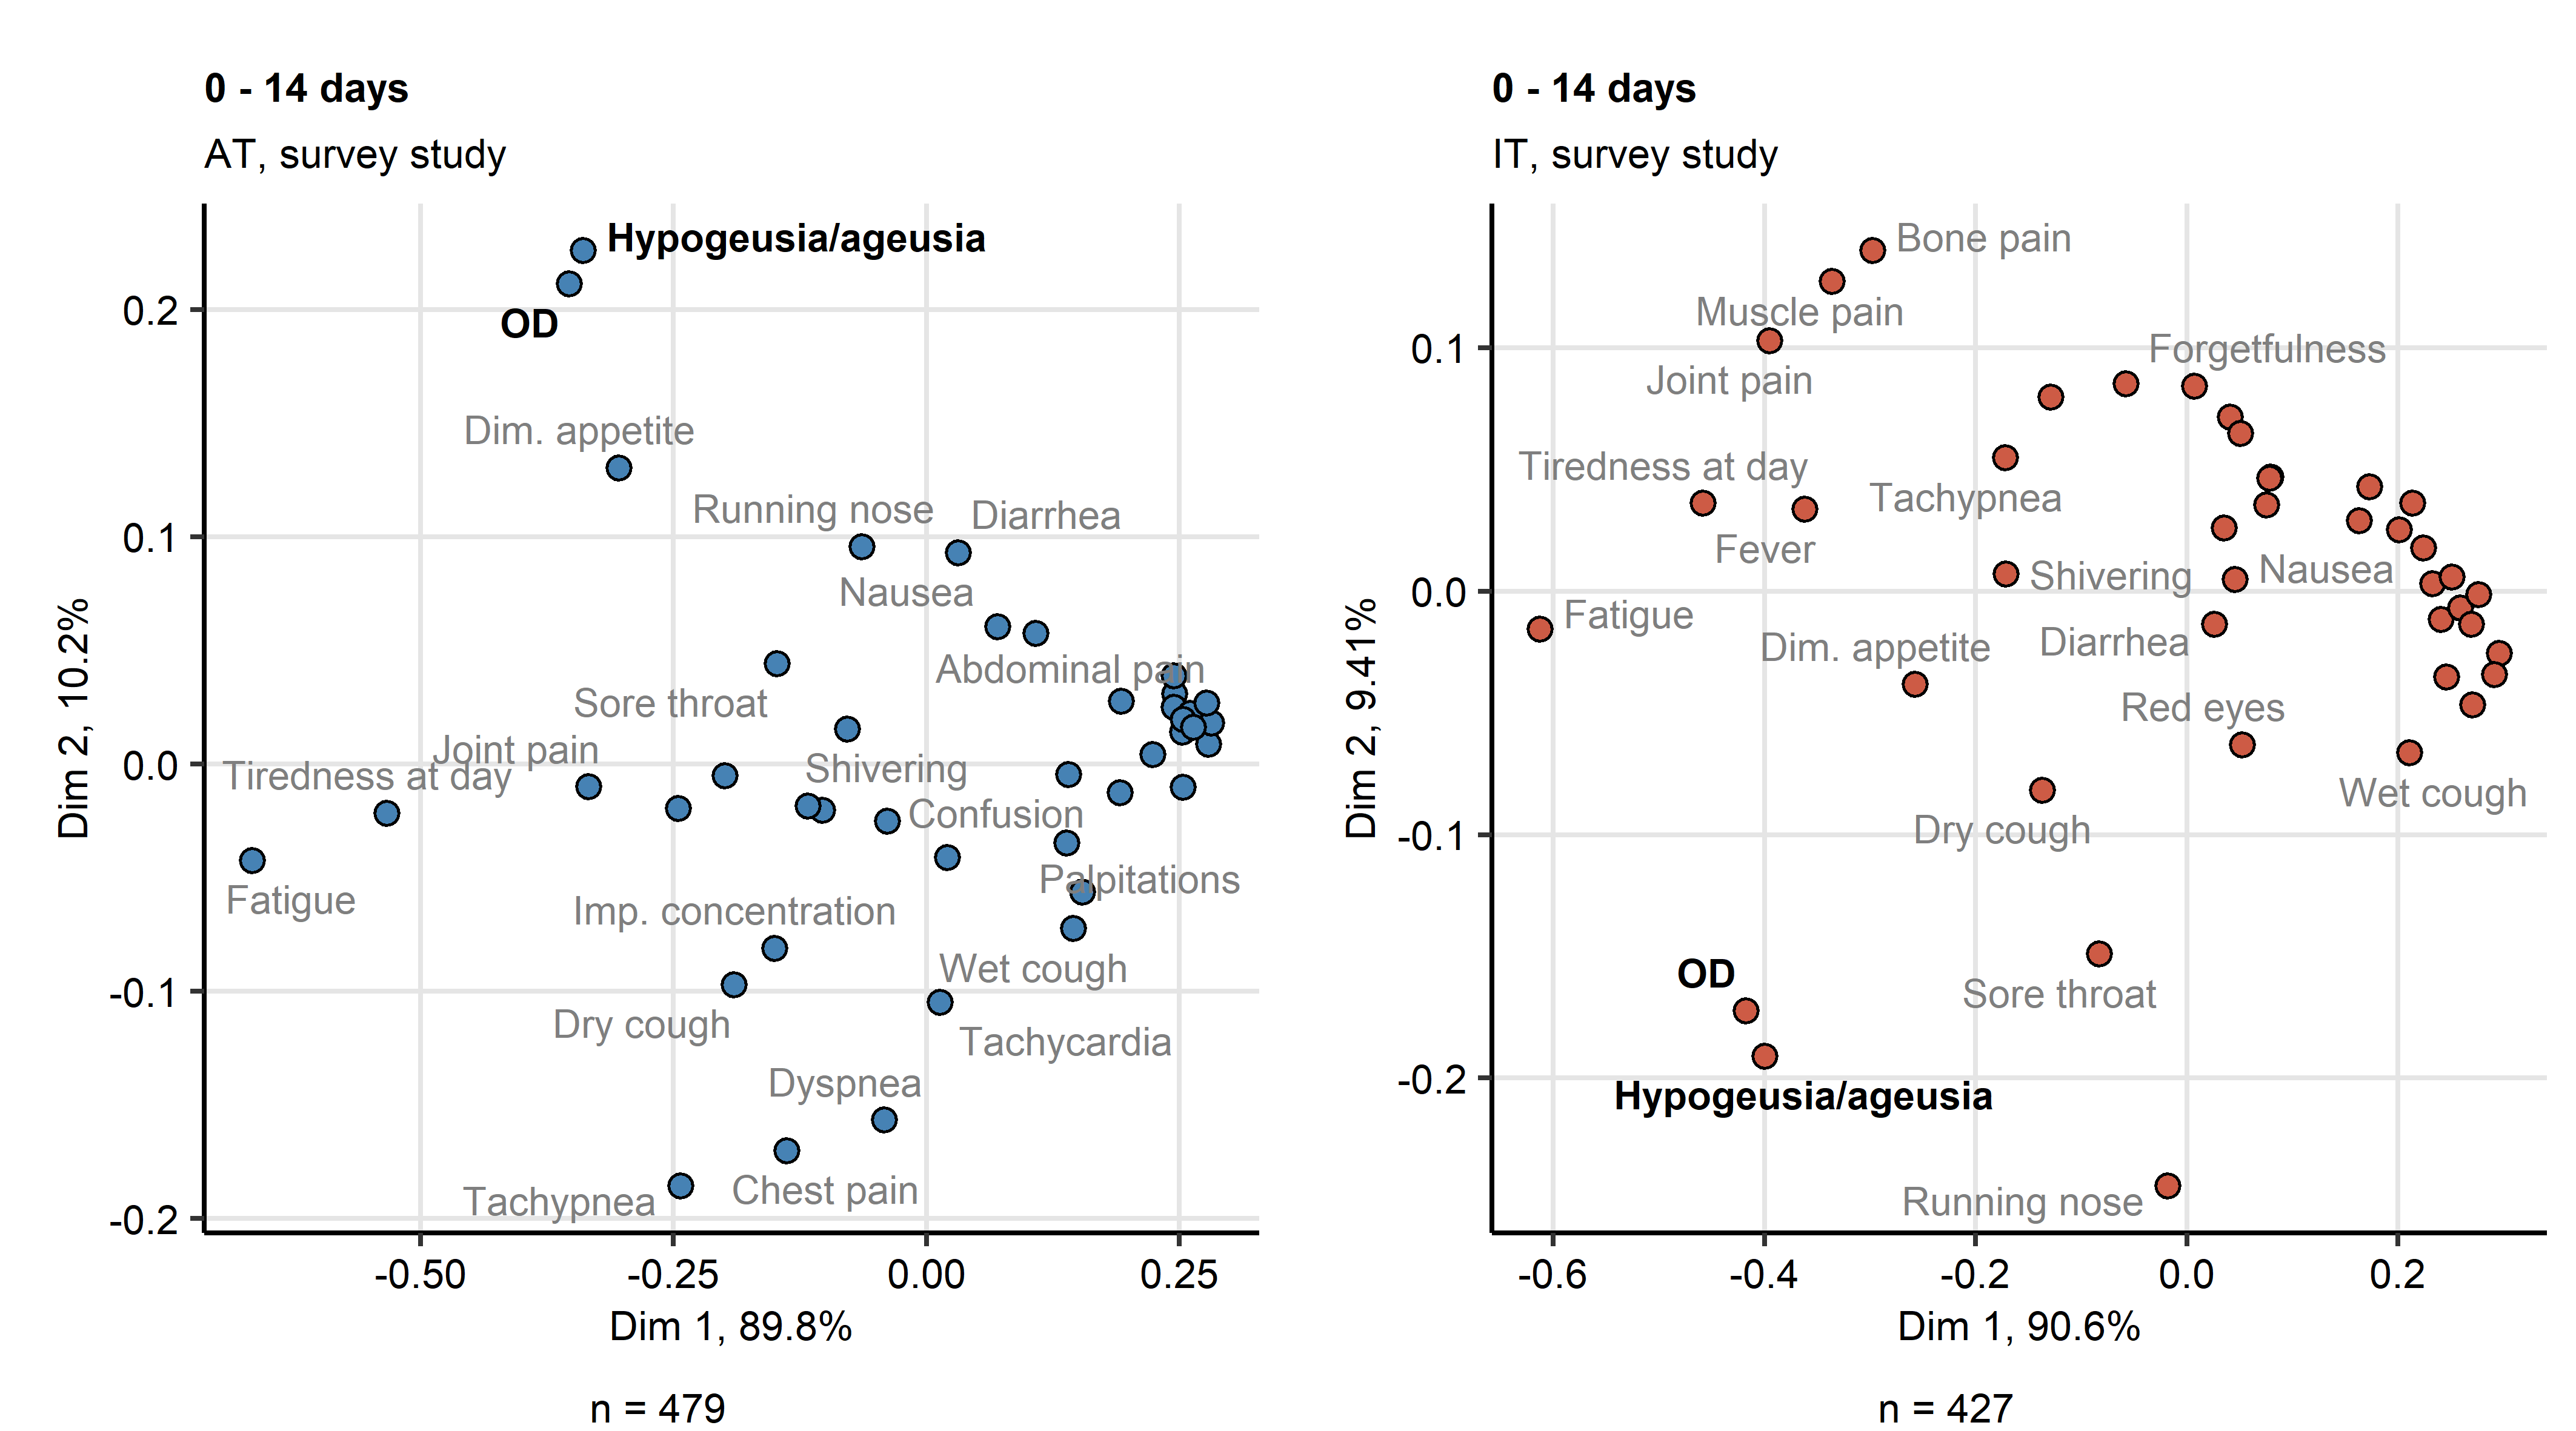 0 - 14 days
AT, survey study
Hypogeusia/ageusia
OD
Dim. appetite
Running nose
Diarrhea
Nausea
Abdominal pain
Sore throat
Joint pain
Tiredness at day
Shivering
Confusion
Fatigue
Palpitations
Imp. concentration
Wet cough
Dry cough
Tachycardia
Dyspnea
Chest pain
Tachypnea
0.2
0.1
0.0
-0.1
-0.2
Dim 2, 10.2%
-0.50
-0.25
0.00
0.25
Dim 1, 89.8%
n = 479
0 - 14 days
IT, survey study
Bone pain
Muscle pain
Forgetfulness
Joint pain
Tiredness at day
Tachypnea
Fever
Shivering
Nausea
Fatigue
Dim. appetite
Diarrhea
Red eyes
Wet cough
Dry cough
OD
Sore throat
Hypogeusia/ageusia
Running nose
0.1
0.0
-0.1
-0.2
Dim 2, 9.41%
-0.6
-0.4
-0.2
0.0
0.2
Dim 1, 90.6%
n = 427